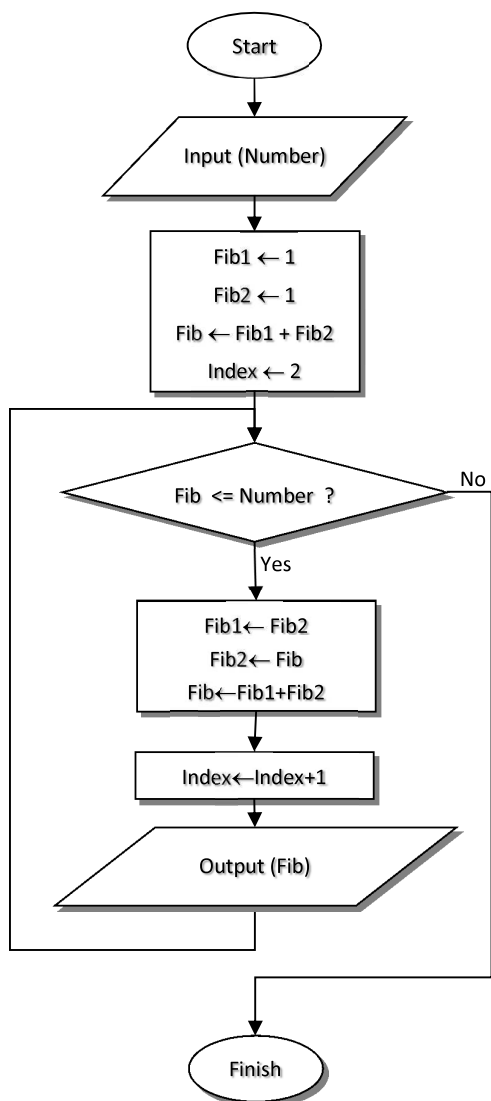 Start
Input (Number)
Fib1 ← 1
Fib2 ← 1
Fib ← Fib1 + Fib2
Index ← 2
Fib <= Number ?
No
Yes
Fib1← Fib2
Fib2← Fib
Fib←Fib1+Fib2
Index←Index+1
Output (Fib)
Finish